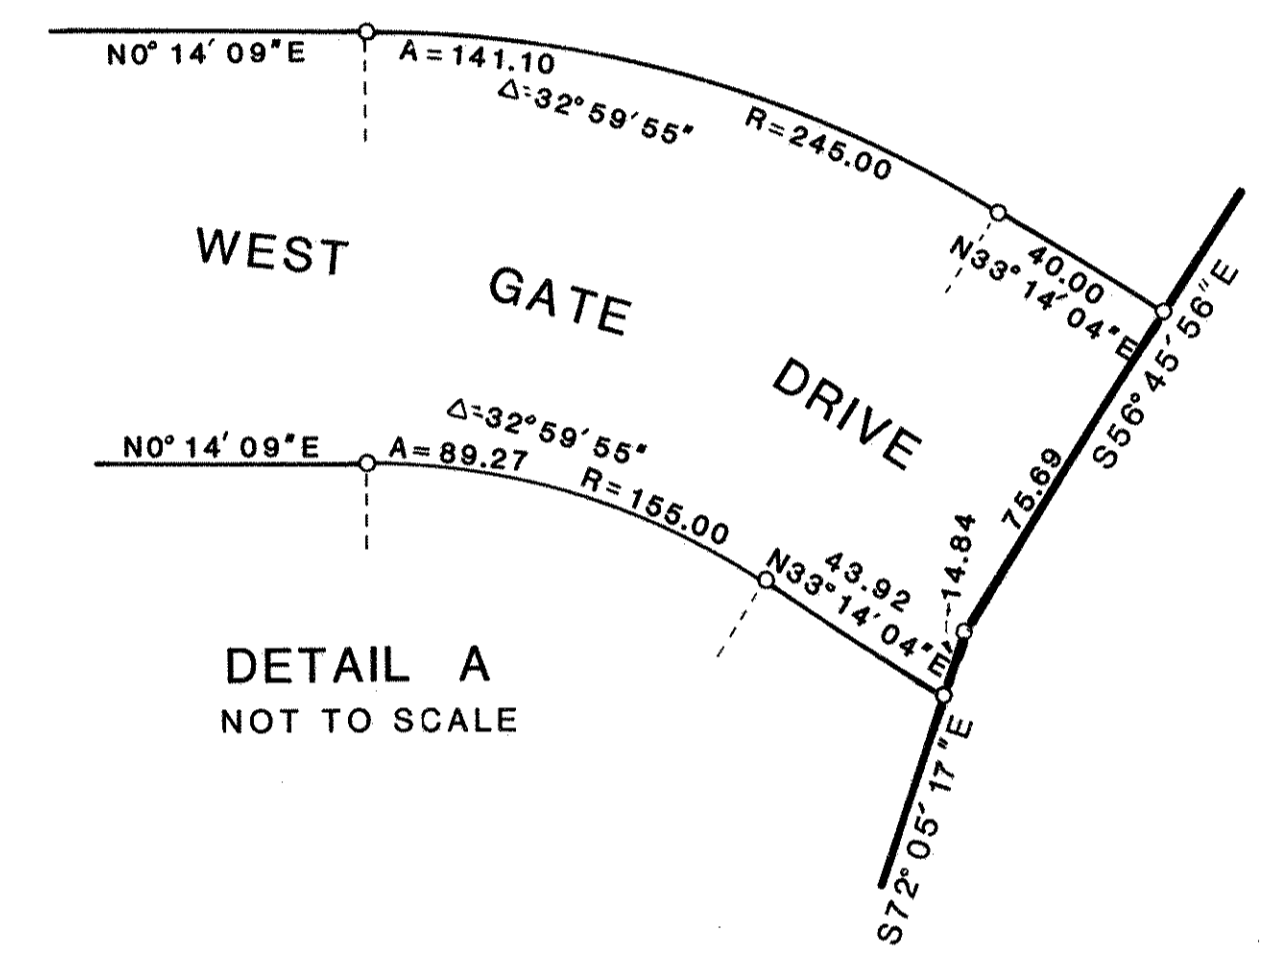 N0° 14′ 09″E
A = 141.10
Δ=32° 59′ 55″
R = 245.00
40.00
N33° 14′ 04″E
WEST GATE DRIVE
S56° 45′ 56″E
75.69
14.84
Δ=32° 59′ 55″
N0° 14′ 09″E
A = 89.27
R = 155.00
43.92
N33° 14′ 04″E
DETAIL A
NOT TO SCALE
S72° 05′ 17″E